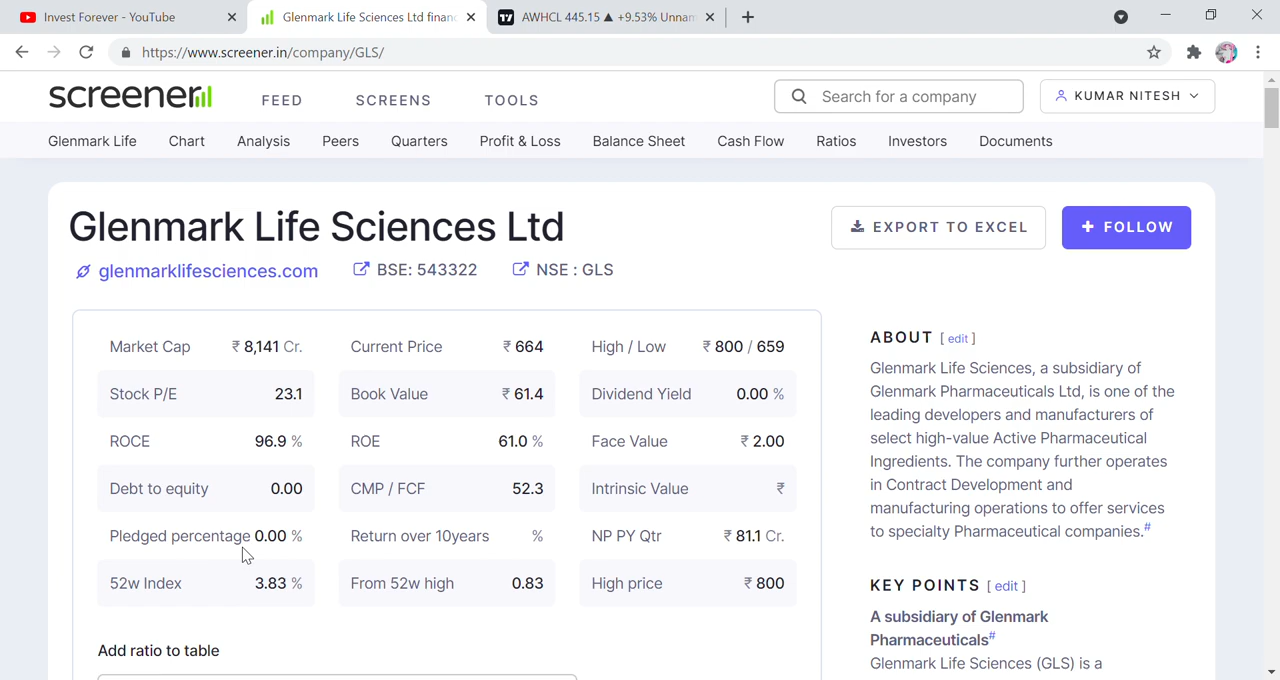 Invest Forever - YouTube
Glenmark Life Sciences Ltd financ
AWHCL 445.15 ▲ +9.53% Unnam
https://www.screener.in/company/GLS/
screener
FEED SCREENS TOOLS
Search for a company
KUMAR NITESH
Glenmark Life Chart Analysis Peers Quarters Profit & Loss Balance Sheet Cash Flow Ratios Investors Documents
Glenmark Life Sciences Ltd
EXPORT TO EXCEL
+ FOLLOW
glenmarklifesciences.com BSE: 543322 NSE : GLS
Market Cap ₹ 8,141 Cr. Current Price ₹ 664 High / Low ₹ 800 / 659
Stock P/E 23.1 Book Value ₹ 61.4 Dividend Yield 0.00 %
ROCE 96.9 % ROE 61.0 % Face Value ₹ 2.00
Debt to equity 0.00 CMP / FCF 52.3 Intrinsic Value ₹
Pledged percentage 0.00 % Return over 10years % NP PY Qtr ₹ 81.1 Cr.
52w Index 3.83 % From 52w high 0.83 High price ₹ 800
Add ratio to table
ABOUT [ edit ]
Glenmark Life Sciences, a subsidiary of
Glenmark Pharmaceuticals Ltd, is one of the
leading developers and manufacturers of
select high-value Active Pharmaceutical
Ingredients. The company further operates
in Contract Development and
manufacturing operations to offer services
to specialty Pharmaceutical companies.#
KEY POINTS [ edit ]
A subsidiary of Glenmark
Pharmaceuticals#
Glenmark Life Sciences (GLS) is a